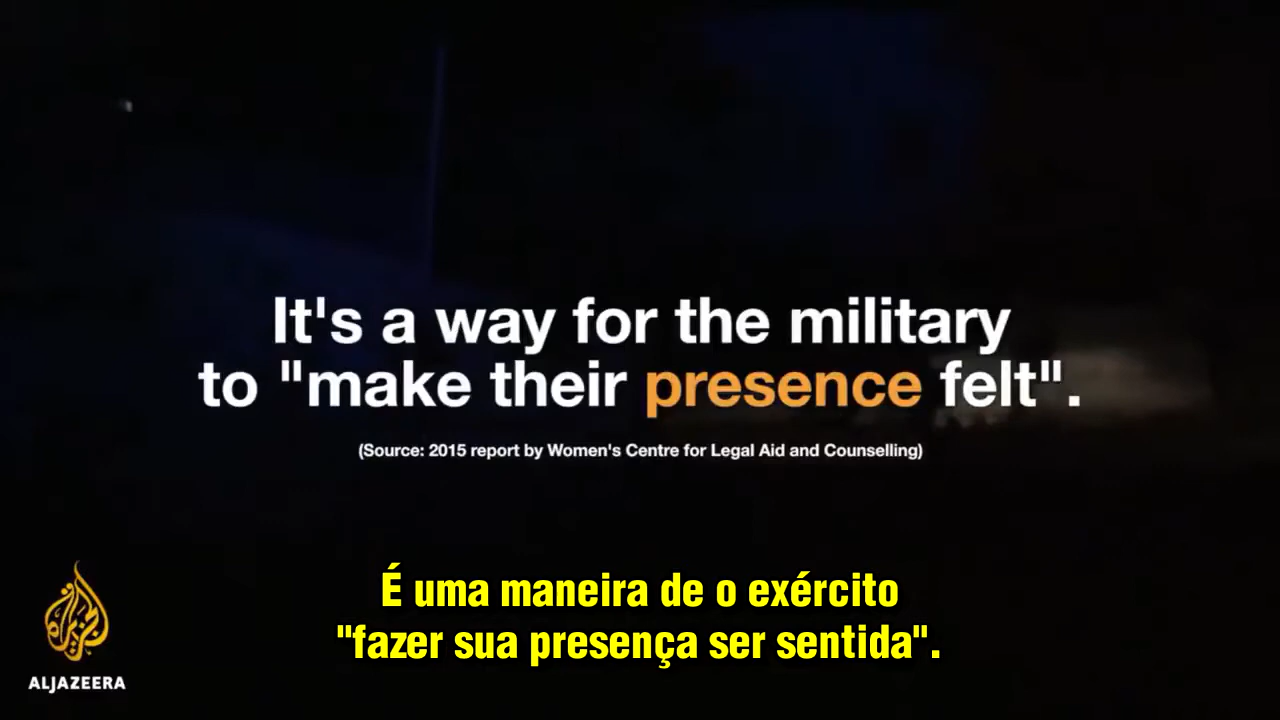 It's a way for the military
to "make their presence felt".
(Source: 2015 report by Women's Centre for Legal Aid and Counselling)
É uma maneira de o exército
"fazer sua presença ser sentida".
الجزيرة
ALJAZEERA